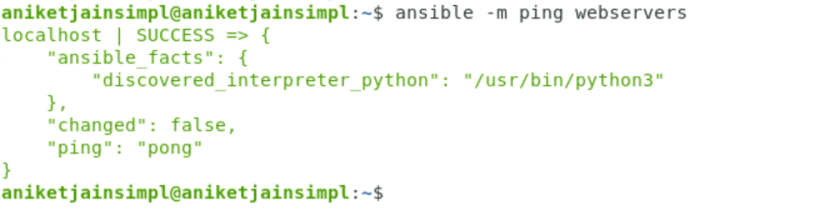 aniketjainsimpl@aniketjainsimpl:~$ ansible -m ping webservers
localhost | SUCCESS => {
    "ansible_facts": {
        "discovered_interpreter_python": "/usr/bin/python3"
    },
    "changed": false,
    "ping": "pong"
}
aniketjainsimpl@aniketjainsimpl:~$